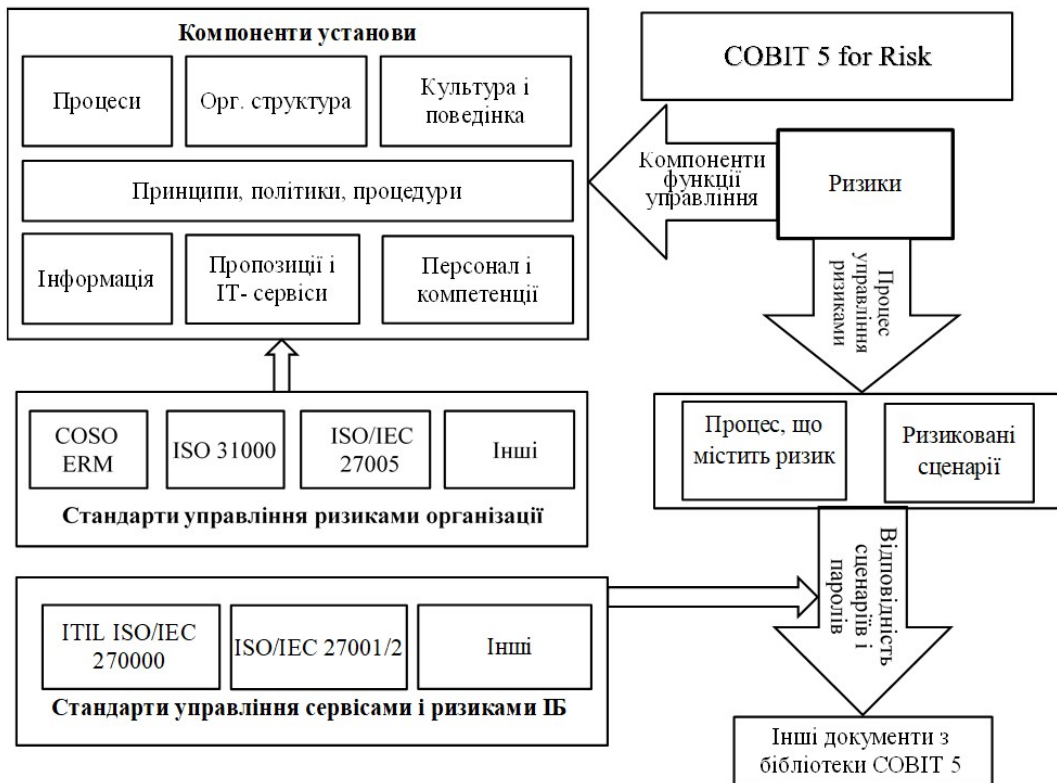 Компоненти установи
Процеси
Орг. структура
Культура і
поведінка
Принципи, політики, процедури
Інформація
Пропозиції і
ІТ- сервіси
Персонал і
компетенції
COBIT 5 for Risk
Компоненти
функції
управління
Ризики
Процес
управління
ризиками
COSO
ERM
ISO 31000
ISO/IEC
27005
Інші
Стандарти управління ризиками організації
Процес, що
містить ризик
Ризиковані
сценарії
ITIL ISO/IEC
270000
ISO/IEC 27001/2
Інші
Стандарти управління сервісами і ризиками ІБ
Відповідність
сценаріїв і
паролів
Інші документи з
бібліотеки COBIT 5